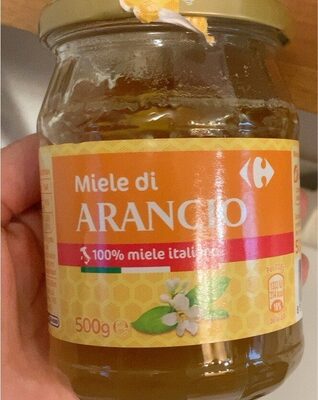 Miele di
ARANCIO
100% miele italiano
500g e